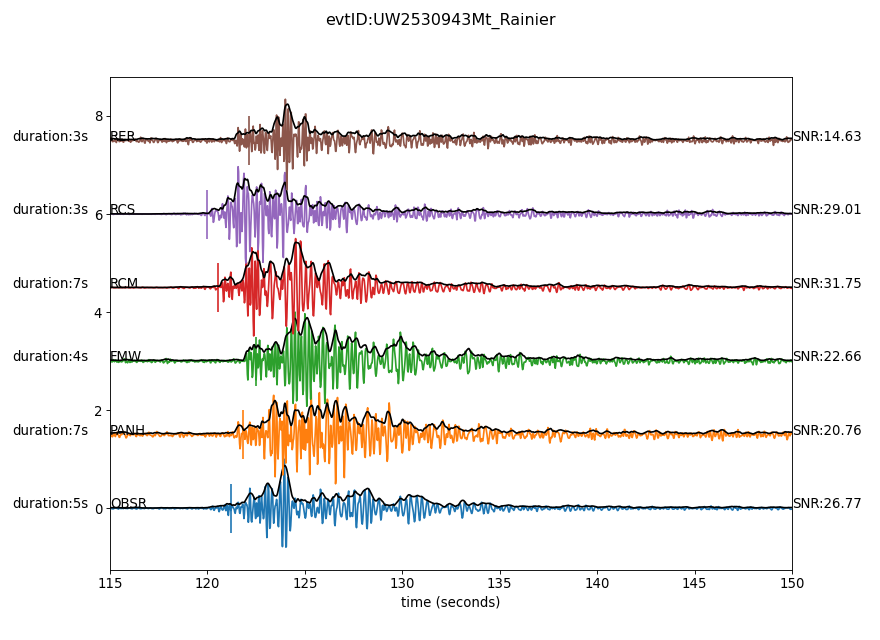 evtID:UW2530943Mt_Rainier
8
duration:3s RER SNR:14.63
duration:3s RCS SNR:29.01
6
duration:7s RCM SNR:31.75
4
duration:4s FMW SNR:22.66
2
duration:7s PANH SNR:20.76
duration:5s OBSR SNR:26.77
0
115 120 125 130 135 140 145 150
time (seconds)